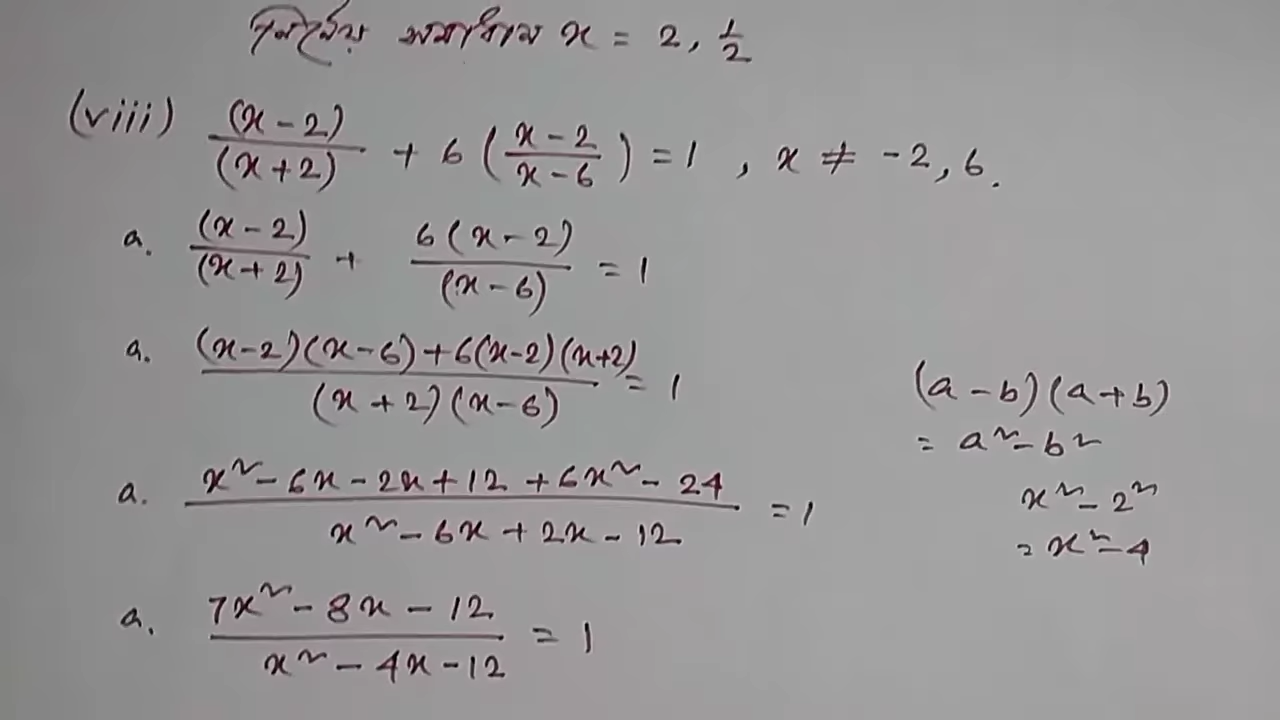 x = 2, 1/2
(viii) (x-2)/(x+2) + 6 ( x-2/x-6 ) = 1 , x ≠ -2, 6.
a. (x-2)/(x+2) + 6(x-2)/(x-6) = 1
a. (x-2)(x-6)+6(x-2)(x+2)/(x+2)(x-6) = 1
(a-b)(a+b)
= a²-b²
a. x²-6x-2x+12+6x²-24/x²-6x+2x-12 = 1
x²-2²
= x²-4
a. 7x²-8x-12/x²-4x-12 = 1